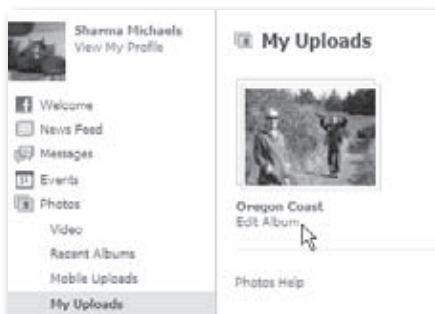 Sharma Michaels
View My Profile
Welcome
News Feed
Messages
31 Events
Photos
Video
Recent Albums
Mobile Uploads
My Uploads
My Uploads
Oregon Coast
Edit Album
Photos Help